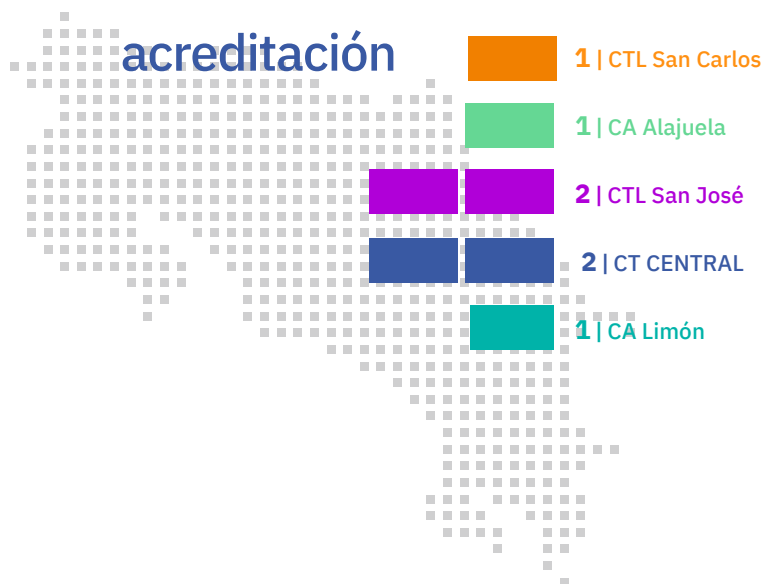 acreditación
1 | CTL San Carlos
1 | CA Alajuela
2 | CTL San José
2 | CT CENTRAL
1 | CA Limón